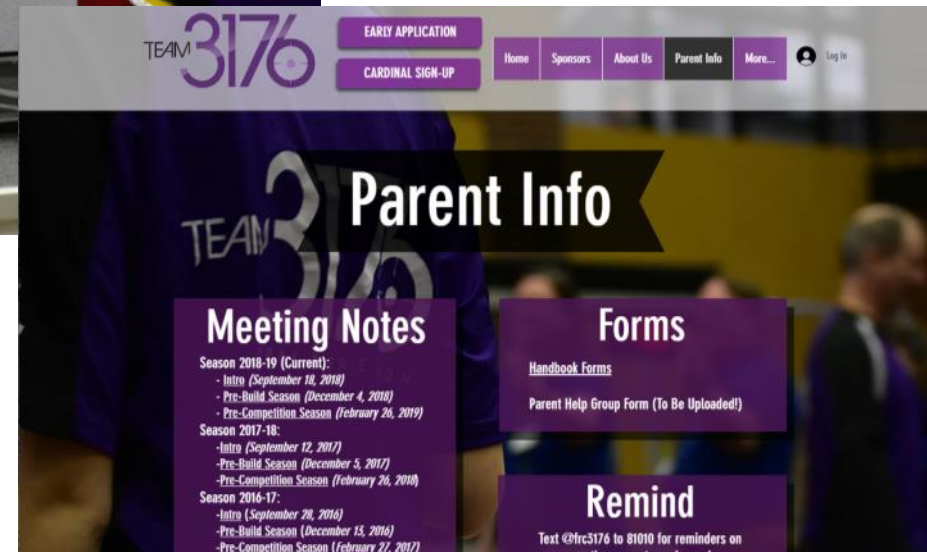 TEAM 3176
EARLY APPLICATION
CARDINAL SIGN-UP
Home Sponsors About Us Parent Info More... Log In
TEAM 3176
Parent Info
Meeting Notes
Season 2018-19 (Current):
- Intro (September 18, 2018)
- Pre-Build Season (December 4, 2018)
- Pre-Competition Season (February 26, 2019)
Season 2017-18:
-Intro (September 12, 2017)
-Pre-Build Season (December 5, 2017)
-Pre-Competition Season (February 26, 2018)
Season 2016-17:
-Intro (September 28, 2016)
-Pre-Build Season (December 13, 2016)
-Pre-Competition Season (February 27, 2017)
Forms
Handbook Forms
Parent Help Group Form (To Be Uploaded!)
Remind
Text @frc3176 to 81010 for reminders on